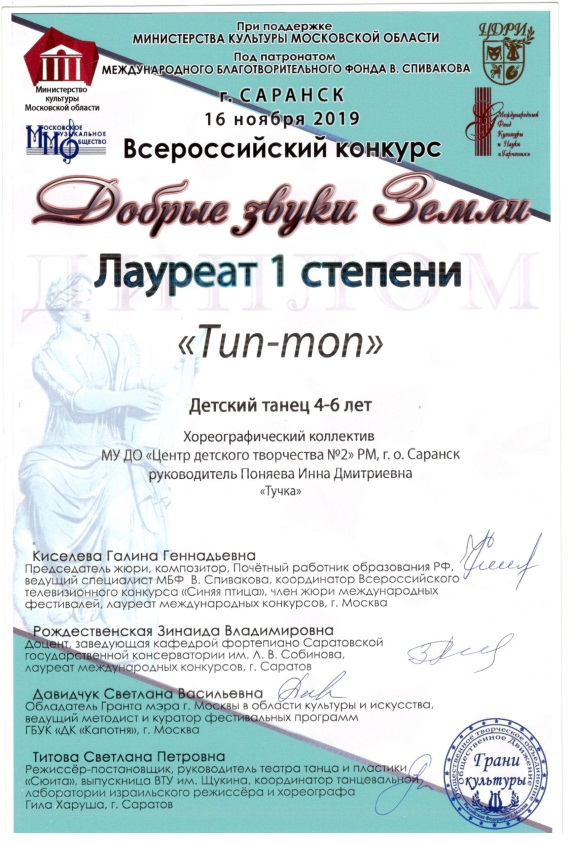 При поддержке
МИНИСТЕРСТВА КУЛЬТУРЫ МОСКОВСКОЙ ОБЛАСТИ
Под патронатом
МЕЖДУНАРОДНОГО БЛАГОТВОРИТЕЛЬНОГО ФОНДА В. СПИВАКОВА
ЦДРИ
Министерство
культуры
Московской области
г. САРАНСК
16 ноября 2019
МОСКОВСКОЕ
МУЗЫКАЛЬНОЕ
ОБЩЕСТВО
Международный
Фонд
Культуры
и Науки
«Гармония»
Всероссийский конкурс
Добрые звуки Земли
ДИПЛОМ
Лауреат 1 степени
«Тип-топ»
Детский танец 4-6 лет
Хореографический коллектив
МУ ДО «Центр детского творчества №2» РМ, г. о. Саранск
руководитель Поняева Инна Дмитриевна
«Тучка»
Киселева Галина Геннадьевна
Председатель жюри, композитор, Почётный работник образования РФ,
ведущий специалист МБФ В. Спивакова, координатор Всероссийского
телевизионного конкурса «Синяя птица», член жюри международных
фестивалей, лауреат международных конкурсов, г. Москва
Рождественская Зинаида Владимировна
Доцент, заведующая кафедрой фортепиано Саратовской
государственной консерватории им. Л. В. Собинова,
лауреат международных конкурсов, г. Саратов
Давидчук Светлана Васильевна
Обладатель Гранта мэра г. Москвы в области культуры и искусства,
ведущий методист и куратор фестивальных программ
ГБУК «ДК «Капотня», г. Москва
Титова Светлана Петровна
Режиссёр-постановщик, руководитель театра танца и пластики
«Сюита», выпускница ВТУ им. Щукина, координатор танцевальной
лаборатории израильского режиссёра и хореографа
Гила Харуша, г. Саратов
Общественное творческое объединение
Общественное Движение
Грани
культуры